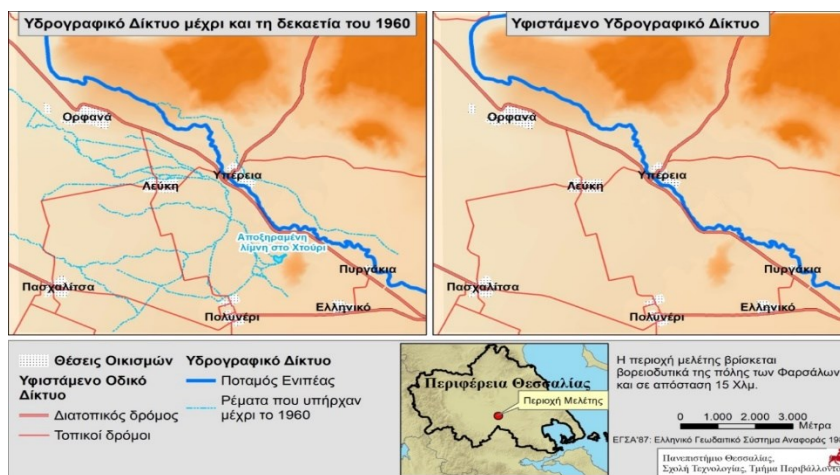 Υδρογραφικό Δίκτυο μέχρι και τη δεκαετία του 1960
Ορφανά
Λεύκη
Υπέρεια
Αποξηραμένη
λίμνη στο Χτούρι
Πυργάκια
Πασχαλίτσα
Πολυνέρι
Ελληνικό
Υφιστάμενο Υδρογραφικό Δίκτυο
Ορφανά
Λεύκη
Υπέρεια
Πυργάκια
Πασχαλίτσα
Πολυνέρι
Ελληνικό
Θέσεις Οικισμών
Υφιστάμενο Οδικό
Δίκτυο
Διατοπικός δρόμος
Τοπικοί δρόμοι
Υδρογραφικό Δίκτυο
Ποταμός Ενιπέας
Ρέματα που υπήρχαν
μέχρι το 1960
Περιφέρεια Θεσσαλίας
Περιοχή Μελέτης
Η περιοχή μελέτης βρίσκεται
βορειοδυτικά της πόλης των Φαρσάλων
και σε απόσταση 15 Χλμ.
0 1.000 2.000 3.000
Μέτρα
ΕΓΣΑ'87: Ελληνικό Γεωδαιτικό Σύστημα Αναφοράς
Πανεπιστήμιο Θεσσαλίας,
Σχολή Τεχνολογίας, Τμήμα Περιβάλλον